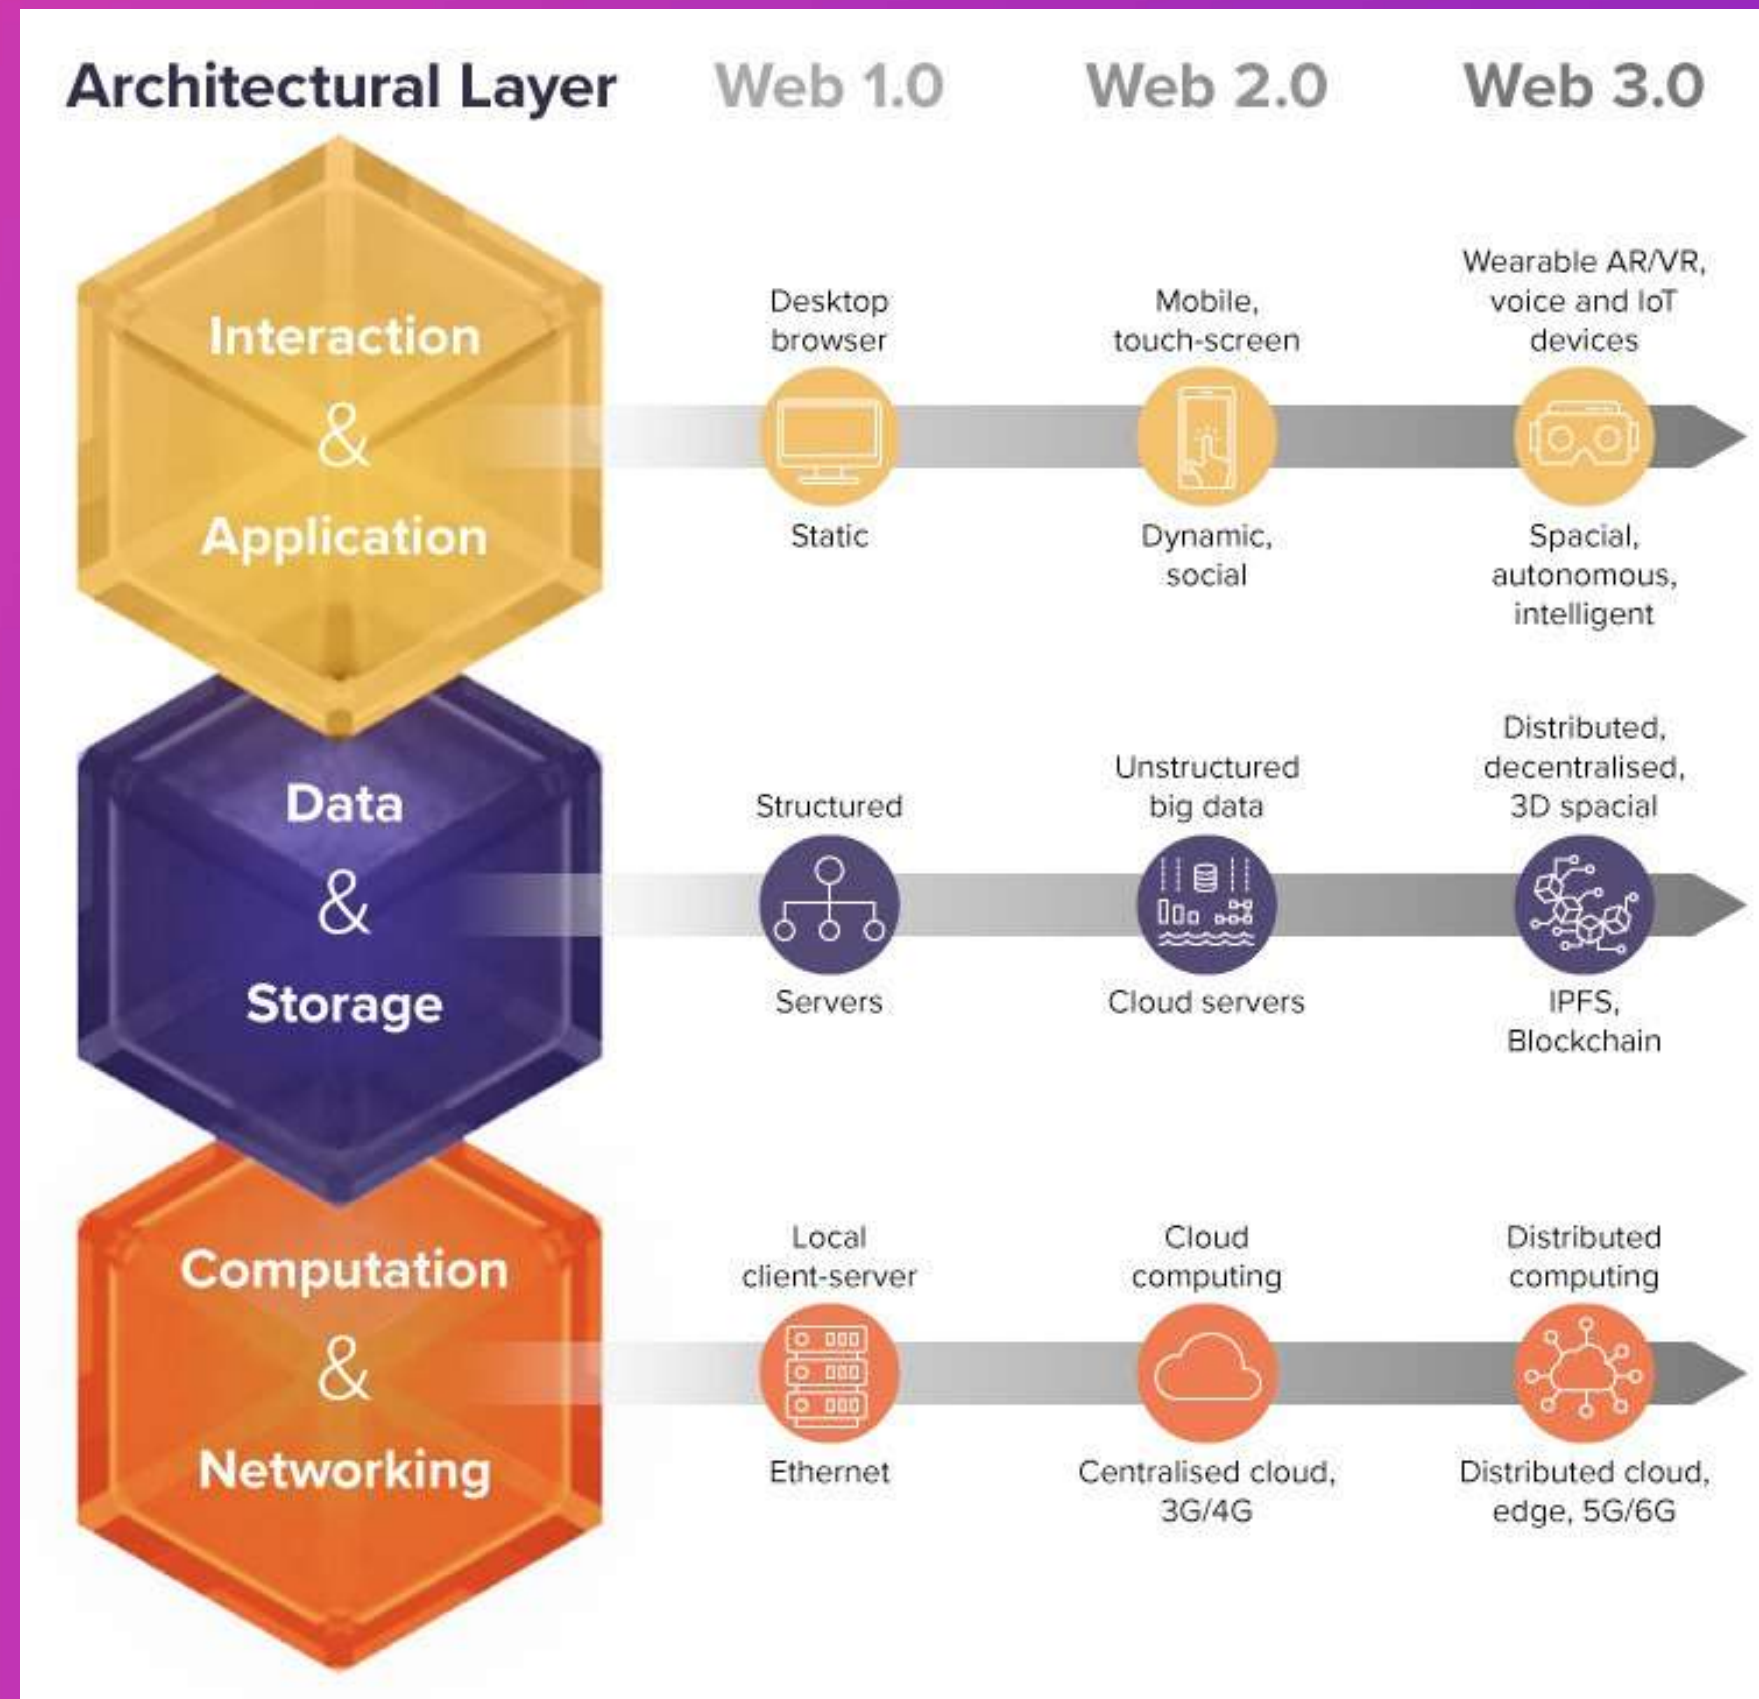 Architectural Layer
Web 1.0
Web 2.0
Web 3.0
Interaction
&
Application
Desktop
browser
Static
Mobile,
touch-screen
Dynamic,
social
Wearable AR/VR,
voice and IoT
devices
Spacial,
autonomous,
intelligent
Data
&
Storage
Structured
Servers
Unstructured
big data
Cloud servers
Distributed,
decentralised,
3D spacial
IPFS,
Blockchain
Computation
&
Networking
Local
client-server
Ethernet
Cloud
computing
Centralised cloud,
3G/4G
Distributed
computing
Distributed cloud,
edge, 5G/6G